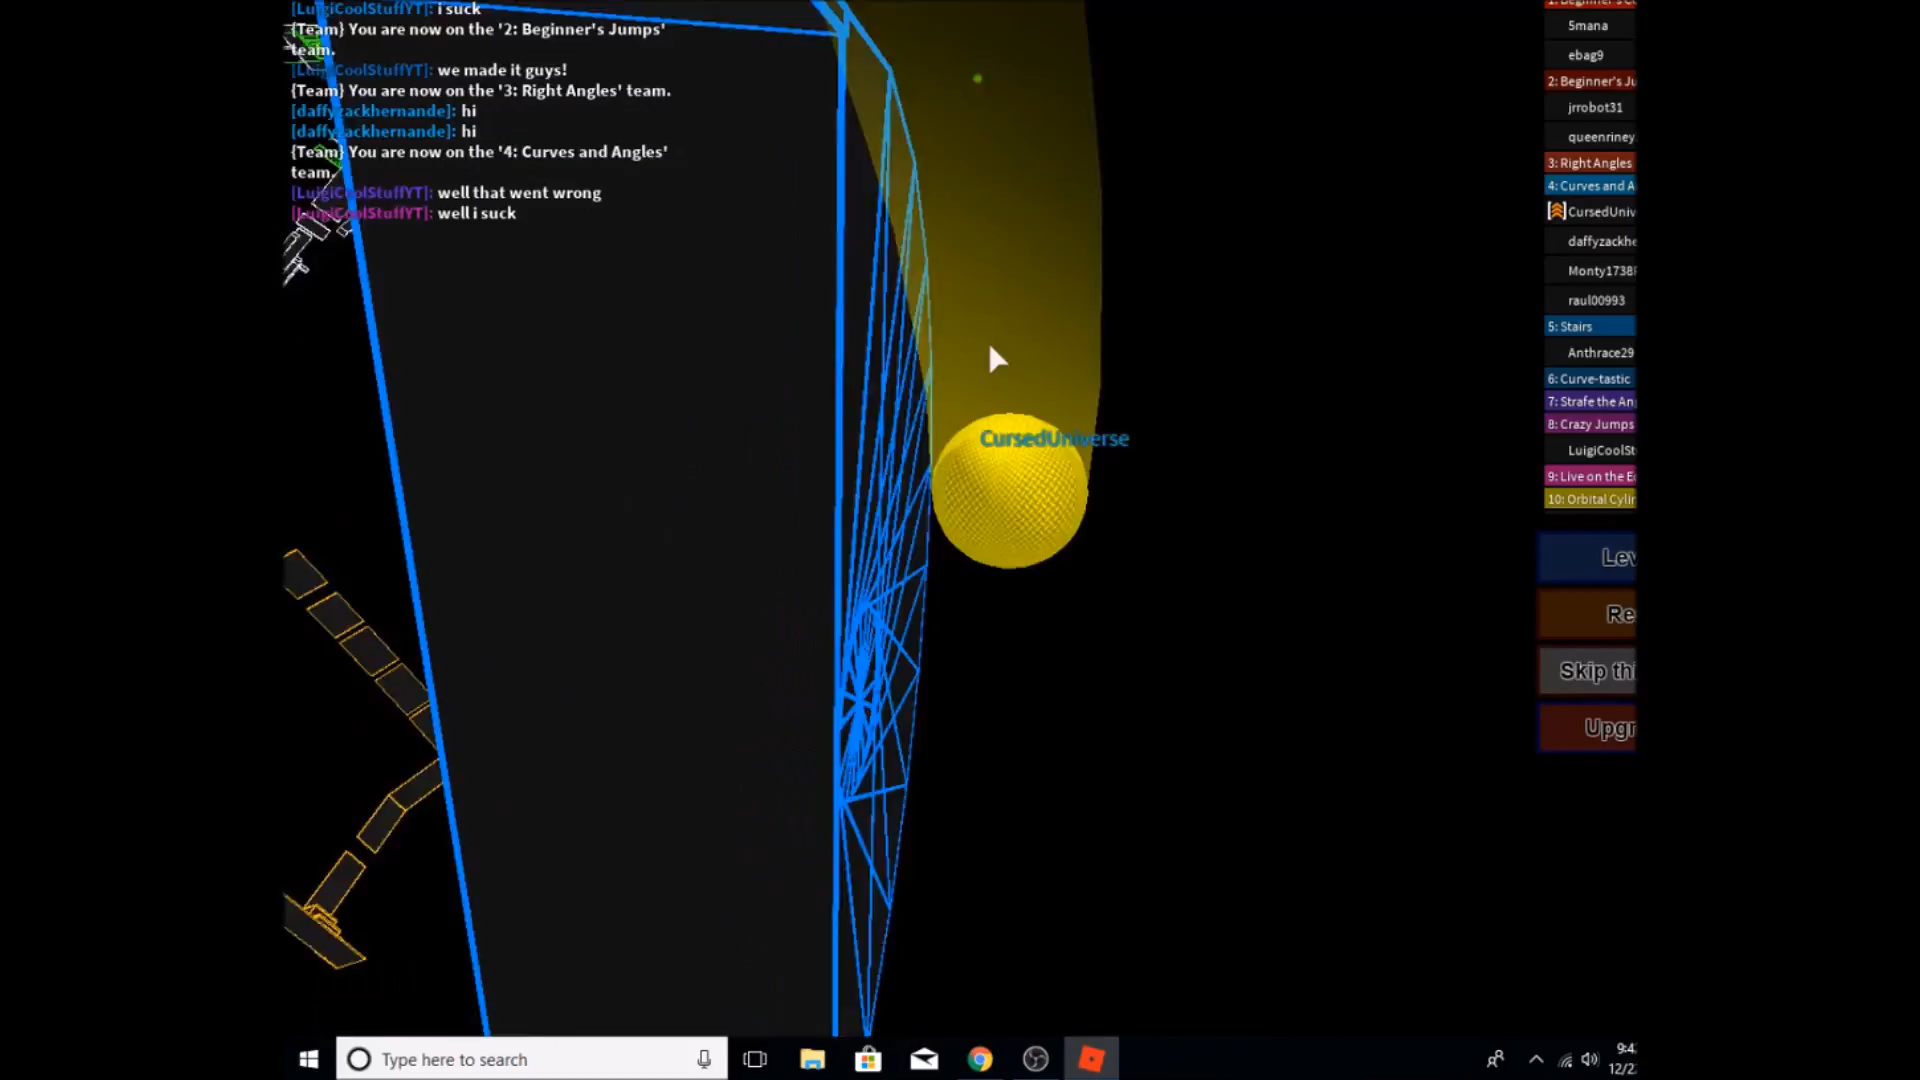 [LuigiCoolStuffYT]: i suck
{Team} You are now on the '2: Beginner's Jumps'
team.
[LuigiCoolStuffYT]: we made it guys!
{Team} You are now on the '3: Right Angles' team.
[daffyzackhernande]: hi
[daffyzackhernande]: hi
{Team} You are now on the '4: Curves and Angles'
team.
[LuigiCoolStuffYT]: well that went wrong
[LuigiCoolStuffYT]: well i suck
CursedUniverse
5mana
ebag9
2: Beginner's Ju
jrrobot31
queenriney
3: Right Angles
4: Curves and A
CursedUniv
daffyzackhe
Monty1738
raul00993
5: Stairs
Anthrace29
6: Curve-tastic
7: Strafe the An
8: Crazy Jumps
LuigiCoolSt
9: Live on the E
10: Orbital Cylin
Lev
Re
Skip thi
Upgr
Type here to search
9:4
12/2